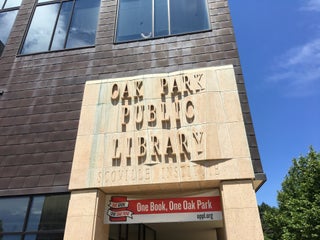 OAK PARK
PUBLIC
LIBRARY
SCOVILLE INSTITUTE
One Book, One Oak Park
oppl.org